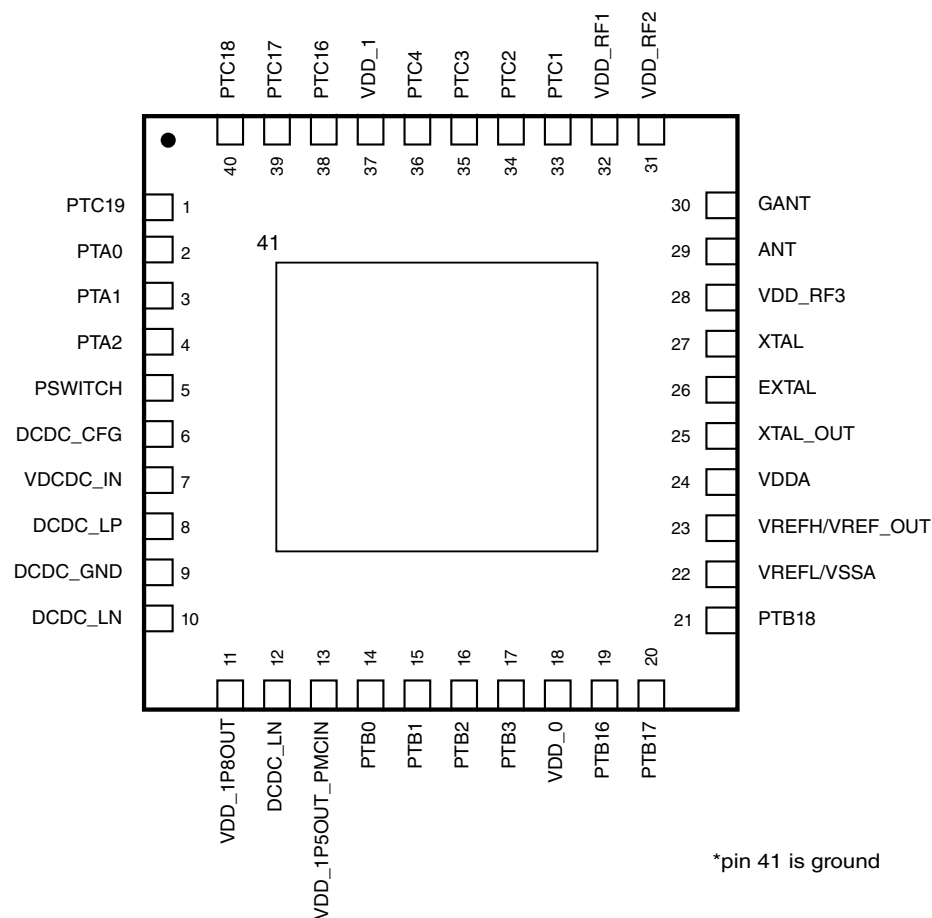 PTC18
PTC17
PTC16
VDD_1
PTC4
PTC3
PTC2
PTC1
VDD_RF1
VDD_RF2
40
39
38
37
36
35
34
33
32
31
PTC19 1
PTA0 2
PTA1 3
PTA2 4
PSWITCH 5
DCDC_CFG 6
VDCDC_IN 7
DCDC_LP 8
DCDC_GND 9
DCDC_LN 10
41
30 GANT
29 ANT
28 VDD_RF3
27 XTAL
26 EXTAL
25 XTAL_OUT
24 VDDA
23 VREFH/VREF_OUT
22 VREFL/VSSA
21 PTB18
11
12
13
14
15
16
17
18
19
20
VDD_1P8OUT
DCDC_LN
VDD_1P5OUT_PMCIN
PTB0
PTB1
PTB2
PTB3
VDD_0
PTB16
PTB17
*pin 41 is ground